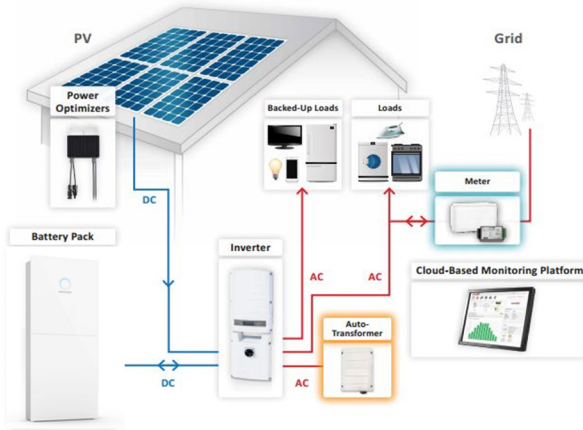 PV
Grid
Power
Optimizers
Backed-Up Loads
Loads
DC
Meter
Battery Pack
Inverter
AC
AC
Cloud-Based Monitoring Platform
Auto-
Transformer
DC
AC